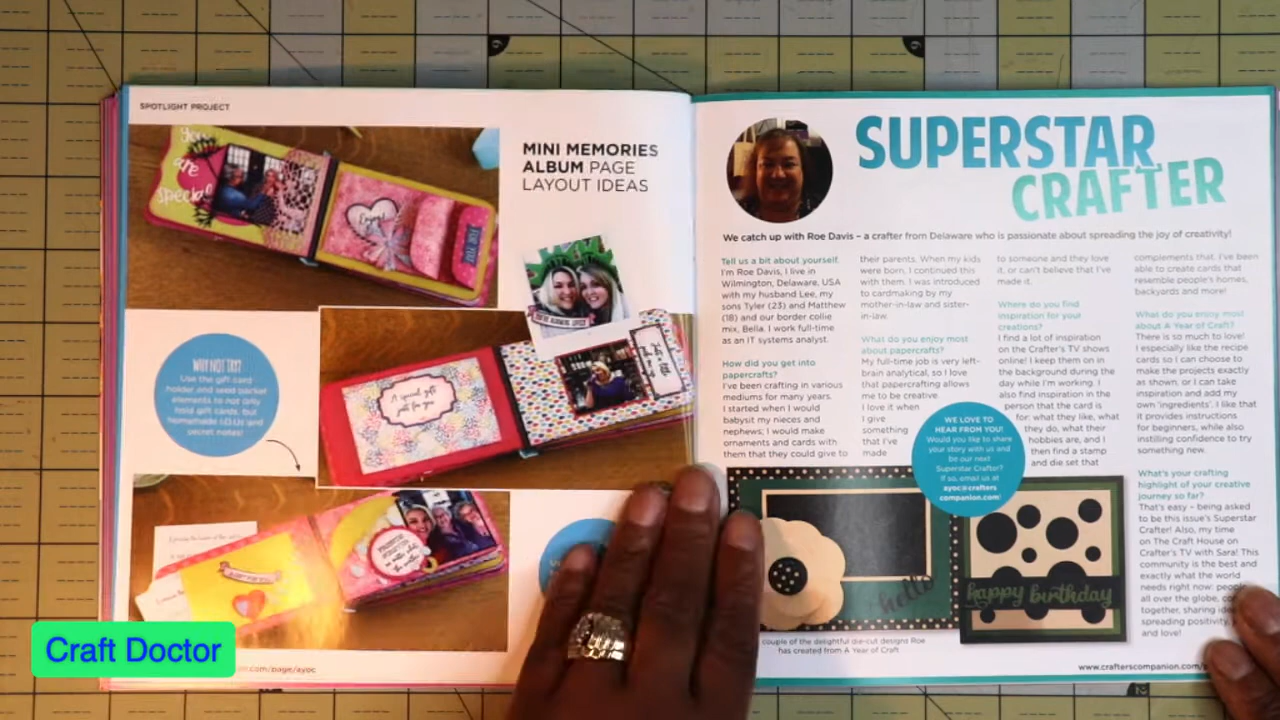 SPOTLIGHT PROJECT
you
are
special
Enjoy!
MINI MEMORIES
ALBUM PAGE
LAYOUT IDEAS
WHY NOT TRY?
Use the gift card
holder and seed packet
elements to not only
hold gift cards, but
homemade I.O.Us and
secret notes!
A special gift
just for you
SUPERSTAR
CRAFTER
We catch up with Roe Davis – a crafter from Delaware who is passionate about spreading the joy of creativity!
Tell us a bit about yourself
I'm Roe Davis, I live in
Wilmington, Delaware, USA
with my husband Lee, my
sons Tyler (23) and Matthew
(18) and our border collie
mix, Bella. I work full-time
as an IT systems analyst.
How did you get into
papercrafts?
I've been crafting in various
mediums for many years.
I started when I would
babysit my nieces and
nephews; I would make
ornaments and cards with
them that they could give to
their parents. When my kids
were born, I continued this
with them. I was introduced
to cardmaking by my
mother-in-law and sister-
in-law.
What do you enjoy most
about papercrafts?
My full-time job is very left-
brain analytical, so I love
that papercrafting allows
me to be creative.
I love it when
I give
something
that I've
made
to someone and they love
it, or can't believe that I've
made it.
Where do you find
inspiration for your
creations?
I find a lot of inspiration
on the Crafter's TV shows
online! I keep them on in
the background during the
day while I'm working. I
also find inspiration in the
person that the card is
for: what they like, what
they do, what their
hobbies are, and I
then find a stamp
and die set that
complements that. I've been
able to create cards that
resemble people's homes,
backyards and more!
What do you enjoy most
about A Year of Craft?
There is so much to love!
I especially like the recipe
cards so I can choose to
make the projects exactly
as shown, or I can take
inspiration and add my
own 'ingredients'. I like that
it provides instructions
for beginners, while also
instilling confidence to try
something new.
What's your crafting
highlight of your creative
journey so far?
That's easy – being asked
to be this issue's Superstar
Crafter! Also, my time
on The Craft House on
Crafter's TV with Sara! This
community is the best and
exactly what the world
needs right now: people
all over the globe,
together, sharing
spreading positivity,
and love!
WE LOVE TO
HEAR FROM YOU!
Would you like to share
your story with us and
be our next
Superstar Crafter?
If so, email us at
ayoc@crafters
companion.com!
hello
happy birthday
couple of the delightful die-cut designs Roe
has created from A Year of Craft
Craft Doctor
.com/page/ayoc
www.crafterscompanion.com/